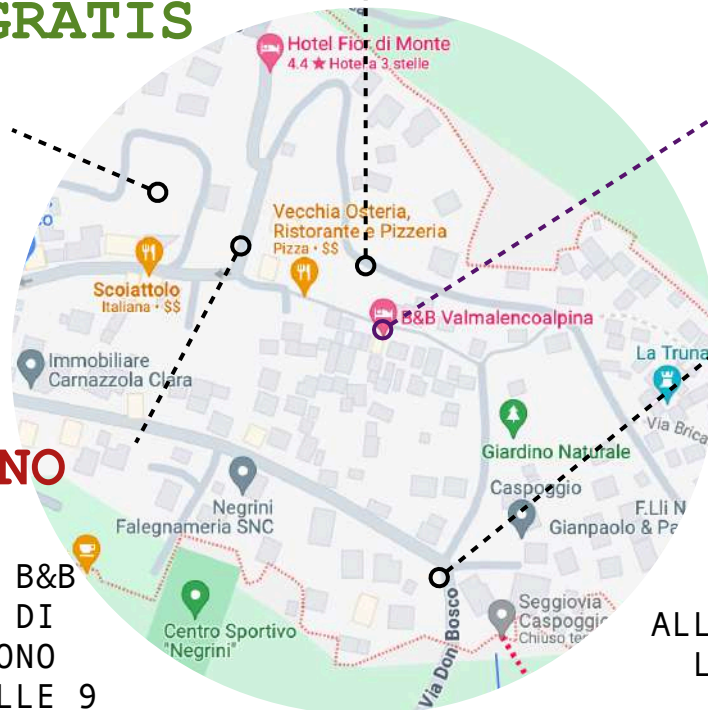 GRATIS
Hotel Fior di Monte
4.4 ★ Hotel a 3 stelle
Vecchia Osteria,
Ristorante e Pizzeria
Pizza · $$
Scoiattolo
Italiana · $$
B&B Valmalencoalpina
Immobiliare
Carnazzola Clara
La Truna
Via Brica
Giardino Naturale
NO
Negrini
Falegnameria SNC
Caspoggio
F.Lli N
Gianpaolo & Pa
B&B
DI
ONO
LLE 9
Centro Sportivo
"Negrini"
Via Don Bosco
Seggiovia
Caspoggio
Chiuso te
ALL
L